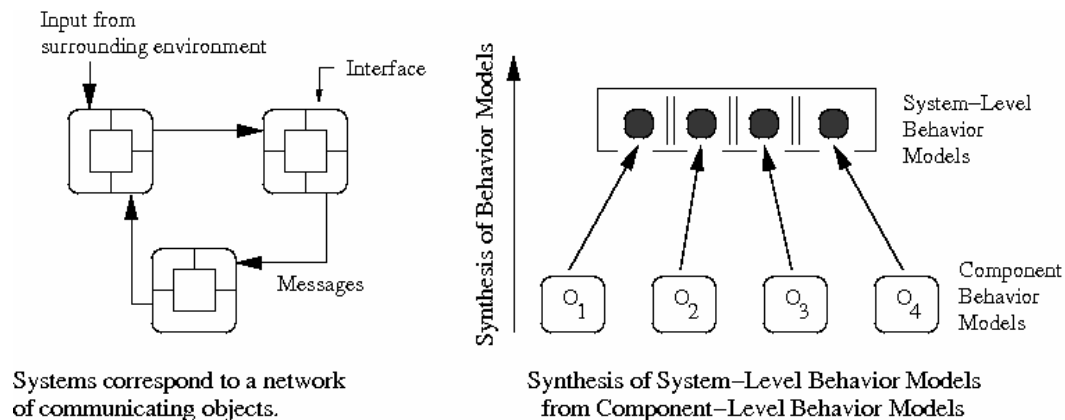 Input from
surrounding environment
Interface
Messages
Systems correspond to a network
of communicating objects.
Synthesis of Behavior Models
System–Level
Behavior
Models
O1
O2
O3
O4
Component
Behavior
Models
Synthesis of System–Level Behavior Models
from Component–Level Behavior Models